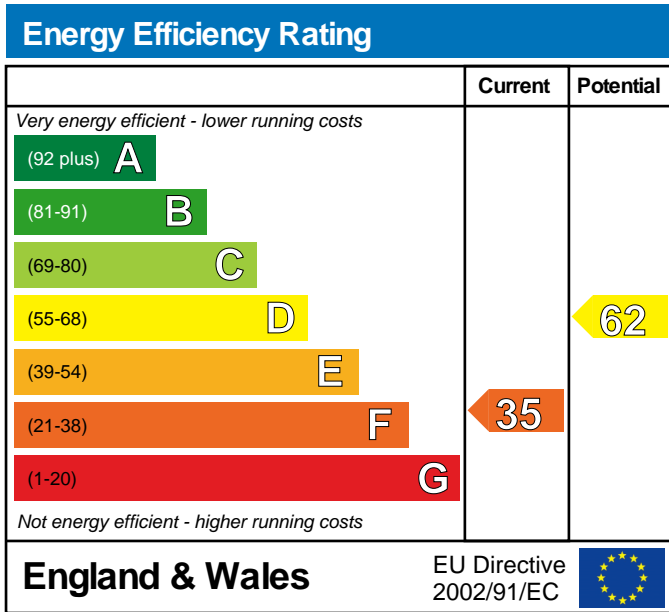 Energy Efficiency Rating
Current Potential
Very energy efficient - lower running costs
(92 plus) A
(81-91) B
(69-80) C
(55-68) D
62
(39-54) E
(21-38) F
35
(1-20) G
Not energy efficient - higher running costs
England & Wales
EU Directive
2002/91/EC